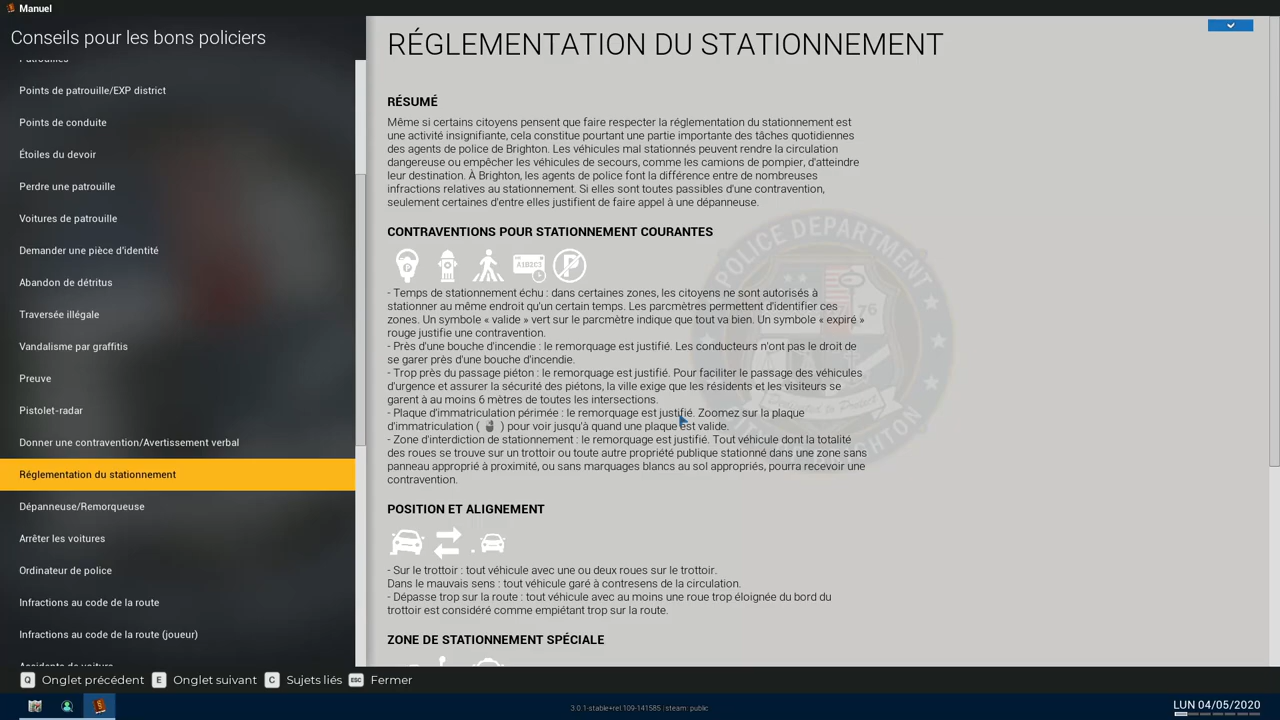 Manuel
Conseils pour les bons policiers
Patrouilles
Points de patrouille/EXP district
Points de conduite
Étoiles du devoir
Perdre une patrouille
Voitures de patrouille
Demander une pièce d'identité
Abandon de détritus
Traversée illégale
Vandalisme par graffitis
Preuve
Pistolet-radar
Donner une contravention/Avertissement verbal
Réglementation du stationnement
Dépanneuse/Remorqueuse
Arrêter les voitures
Ordinateur de police
Infractions au code de la route
Infractions au code de la route (joueur)
Accidents de voiture
RÉGLEMENTATION DU STATIONNEMENT
RÉSUMÉ
Même si certains citoyens pensent que faire respecter la réglementation du stationnement est
une activité insignifiante, cela constitue pourtant une partie importante des tâches quotidiennes
des agents de police de Brighton. Les véhicules mal stationnés peuvent rendre la circulation
dangereuse ou empêcher les véhicules de secours, comme les camions de pompier, d'atteindre
leur destination. À Brighton, les agents de police font la différence entre de nombreuses
infractions relatives au stationnement. Si elles sont toutes passibles d'une contravention,
seulement certaines d'entre elles justifient de faire appel à une dépanneuse.
CONTRAVENTIONS POUR STATIONNEMENT COURANTES
P
A1B2C3
P
- Temps de stationnement échu : dans certaines zones, les citoyens ne sont autorisés à
stationner au même endroit qu'un certain temps. Les parcmètres permettent d'identifier ces
zones. Un symbole « valide » vert sur le parcmètre indique que tout va bien. Un symbole « expiré »
rouge justifie une contravention.
- Près d'une bouche d'incendie : le remorquage est justifié. Les conducteurs n'ont pas le droit de
se garer près d'une bouche d'incendie.
- Trop près du passage piéton : le remorquage est justifié. Pour faciliter le passage des véhicules
d'urgence et assurer la sécurité des piétons, la ville exige que les résidents et les visiteurs se
garent à au moins 6 mètres de toutes les intersections.
- Plaque d'immatriculation périmée : le remorquage est justifié. Zoomez sur la plaque
d'immatriculation ( ) pour voir jusqu'à quand une plaque est valide.
- Zone d'interdiction de stationnement : le remorquage est justifié. Tout véhicule dont la totalité
des roues se trouve sur un trottoir ou toute autre propriété publique stationné dans une zone sans
panneau approprié à proximité, ou sans marquages blancs au sol appropriés, pourra recevoir une
contravention.
POSITION ET ALIGNEMENT
- Sur le trottoir : tout véhicule avec une ou deux roues sur le trottoir.
Dans le mauvais sens : tout véhicule garé à contresens de la circulation.
- Dépasse trop sur la route : tout véhicule avec au moins une roue trop éloignée du bord du
trottoir est considéré comme empiétant trop sur la route.
ZONE DE STATIONNEMENT SPÉCIALE
POLICE DEPARTMENT
76
BRIGHTON
Q Onglet précédent E Onglet suivant C Sujets liés ESC Fermer
3.0.1-stable+rel.109-141585 | steam: public
LUN 04/05/2020